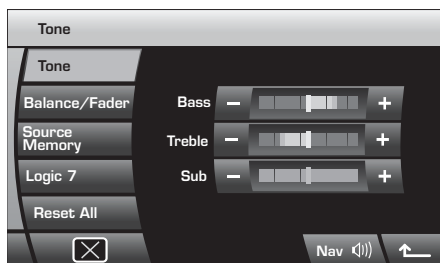 Tone
Tone
Balance/Fader
Source
Memory
Logic 7
Reset All
Bass − +
Treble − +
Sub − +
Nav